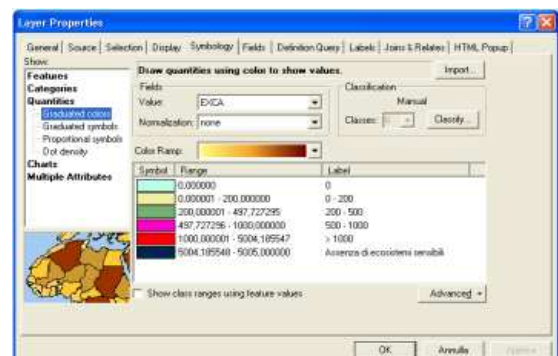 Layer Properties
General Source Selection Display Symbology Fields Definition Query Labels Joins & Relates HTML Popup
Show:
Features
Categories
Quantities
Graduated colors
Graduated symbols
Proportional symbols
Dot density
Charts
Multiple Attributes
Draw quantities using color to show values.
Import...
Fields
Value: EXCA
Normalization: none
Classification
Manual
Classes: 6
Classify...
Color Ramp:
Symbol Range Label
0,000000 0
0,000001 - 200,000000 0 - 200
200,000001 - 497,727295 200 - 500
497,727296 - 1000,000000 500 - 1000
1000,000001 - 5004,185547 > 1000
5004,185548 - 5005,000000 Assenza di ecosistemi sensibili
Show class ranges using feature values
Advanced
OK Annulla